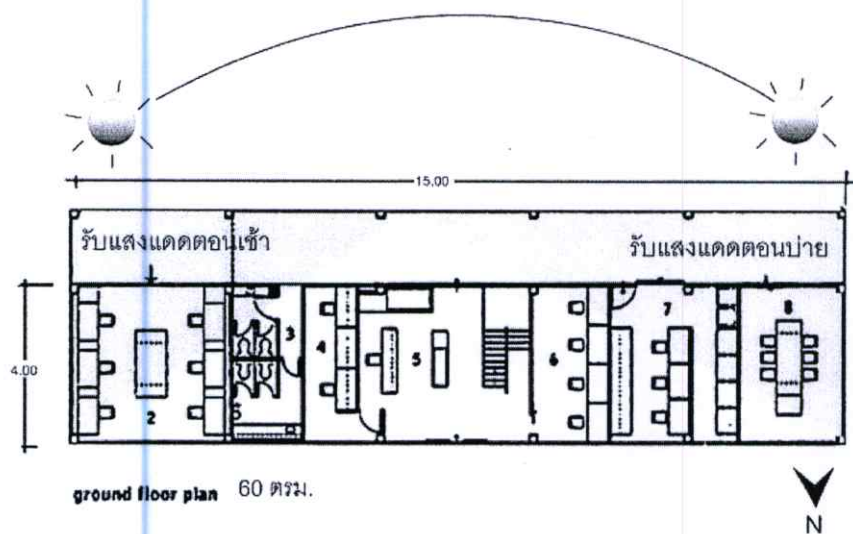 15.00
รับแสงแดดตอนเช้า รับแสงแดดตอนบ่าย
4.00
2 3 4 5 6 7 8
ground floor plan 60 ตรม.
N